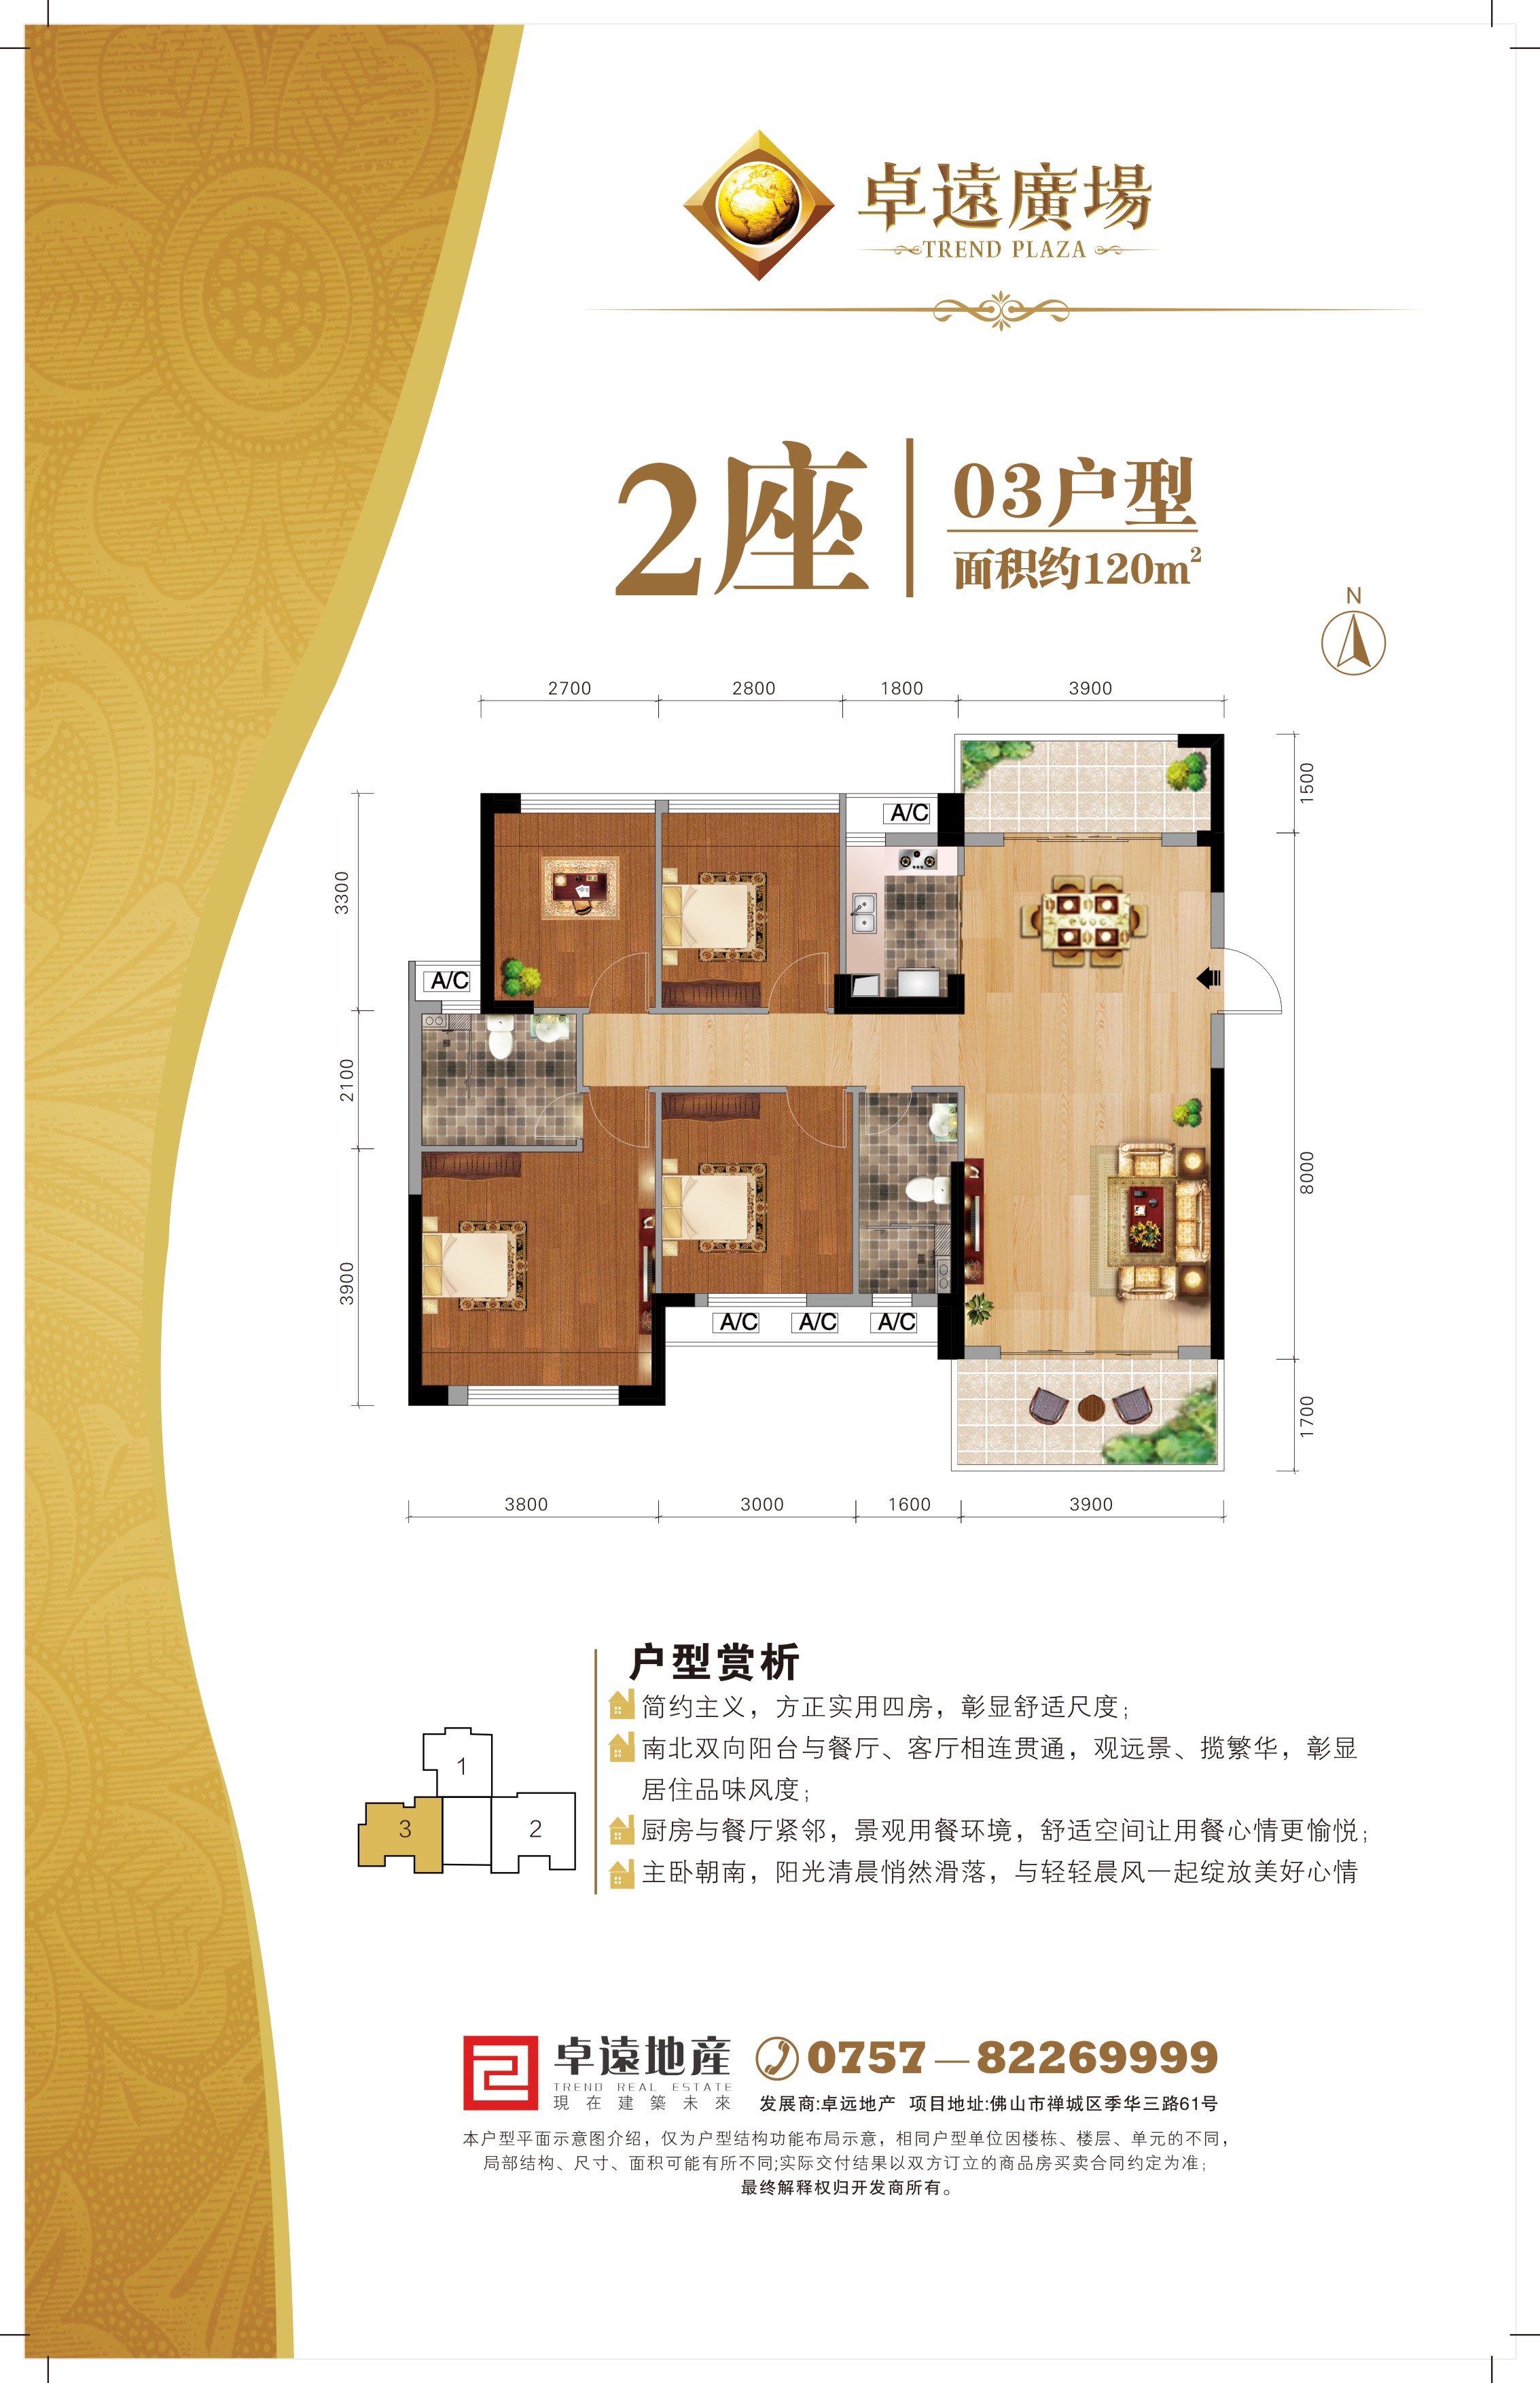 卓遠廣場
TREND PLAZA
2座
03户型
面积约120m²
N
2700 2800 1800 3900
1500
A/C
3300
A/C
2100
8000
3900
A/C A/C A/C
1700
3800 3000 1600 3900
户型赏析
简约主义，方正实用四房，彰显舒适尺度；
南北双向阳台与餐厅、客厅相连贯通，观远景、揽繁华，彰显
居住品味风度；
厨房与餐厅紧邻，景观用餐环境，舒适空间让用餐心情更愉悦；
主卧朝南，阳光清晨悄然滑落，与轻轻晨风一起绽放美好心情
1
3
2
卓遠地産
TREND REAL ESTATE
現在建築未來
0757—82269999
发展商:卓远地产 项目地址:佛山市禅城区季华三路61号
本户型平面示意图介绍，仅为户型结构功能布局示意，相同户型单位因楼栋、楼层、单元的不同，
局部结构、尺寸、面积可能有所不同;实际交付结果以双方订立的商品房买卖合同约定为准；
最终解释权归开发商所有。